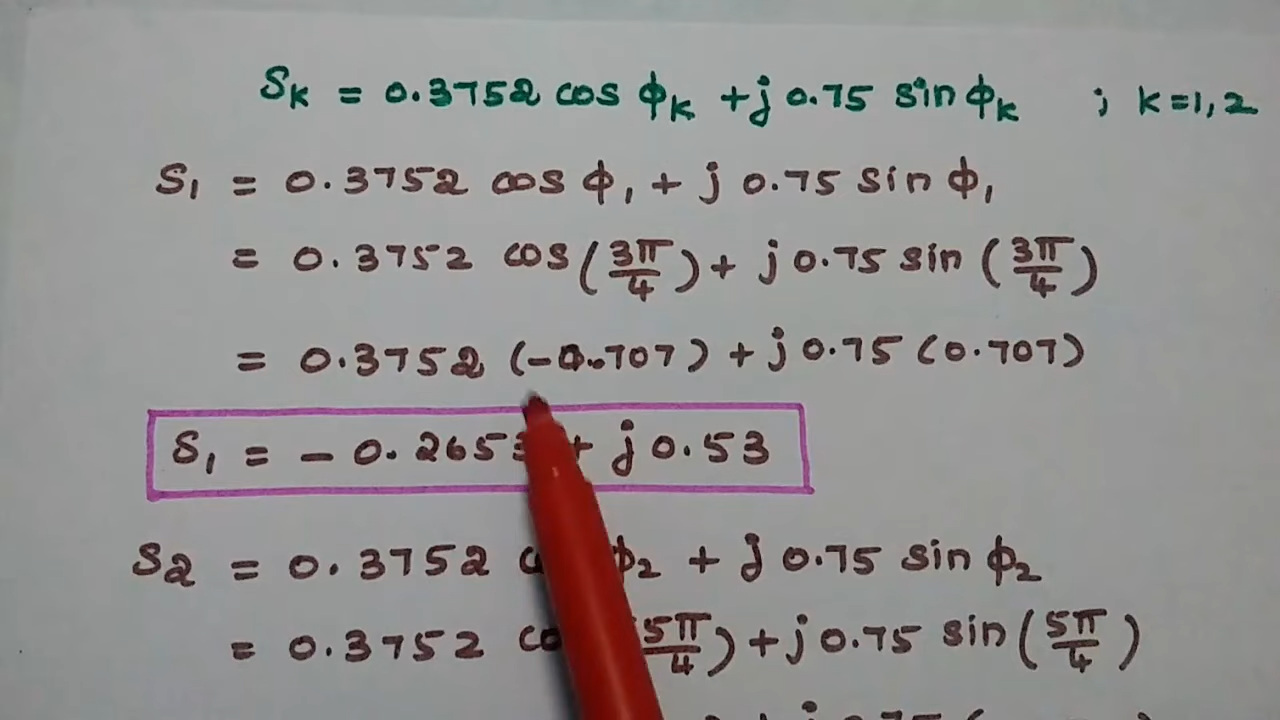 Sₖ = 0.3752 cos ϕₖ + j 0.75 sin ϕₖ ; k=1,2
S₁ = 0.3752 cos ϕ₁ + j 0.75 sin ϕ₁
= 0.3752 cos(3π/4) + j 0.75 sin (3π/4)
= 0.3752 (-0.707) + j 0.75 (0.707)
S₁ = - 0.2653 + j 0.53
S₂ = 0.3752 ϕ₂ + j 0.75 sin ϕ₂
= 0.3752 5π/4) + j 0.75 sin(5π/4)